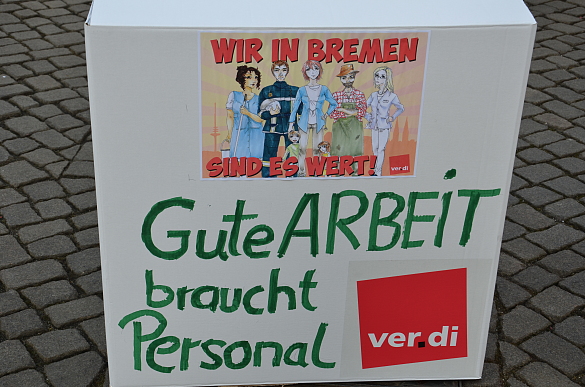 WIR IN BREMEN
SIND ES WERT!
ver.di
Gute ARBEIT
braucht
Personal
ver.di